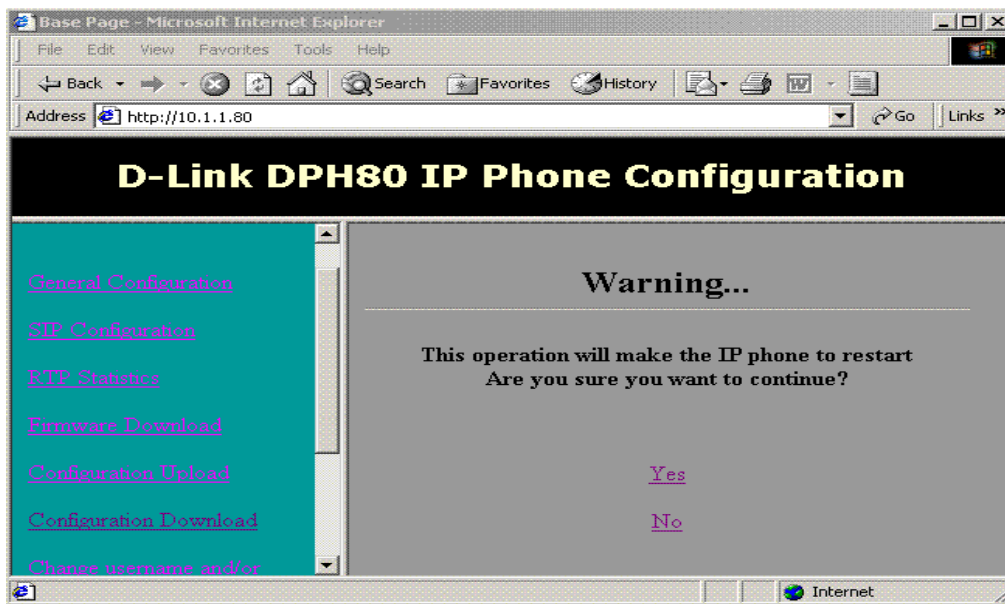 Base Page - Microsoft Internet Explorer
File Edit View Favorites Tools Help
Back Search Favorites History
Address http://10.1.1.80 Go Links »
D-Link DPH80 IP Phone Configuration
General Configuration
SIP Configuration
RTP Statistics
Firmware Download
Configuration Upload
Configuration Download
Change username and/or
Warning...
This operation will make the IP phone to restart
Are you sure you want to continue?
Yes
No
Internet